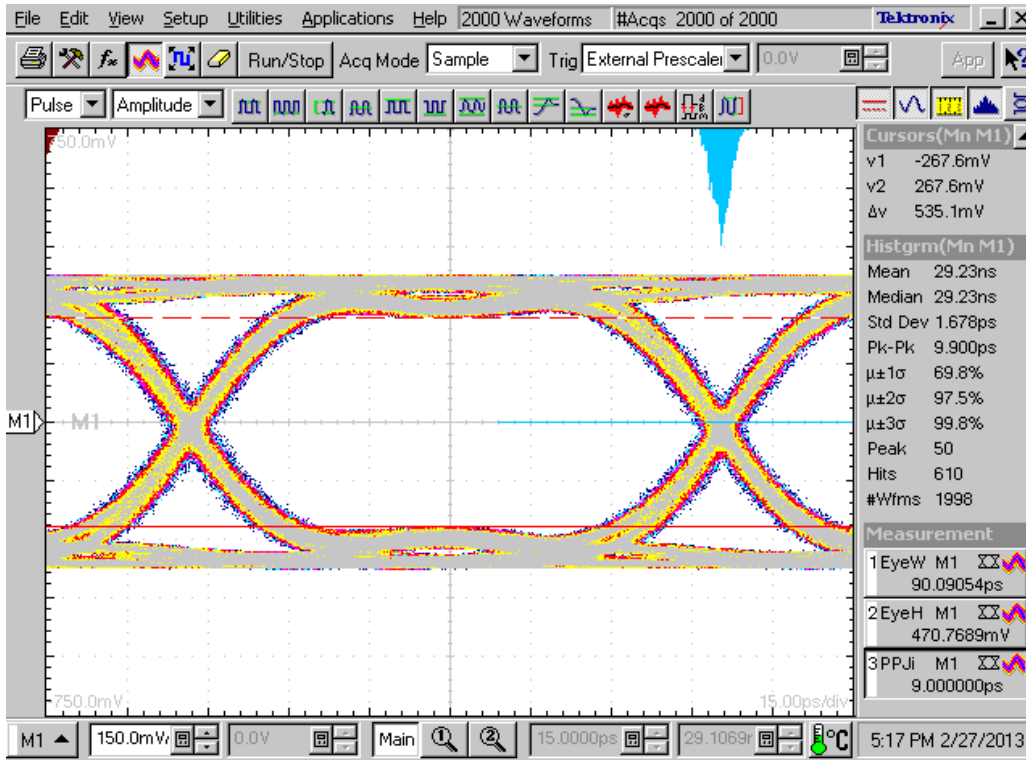 File Edit View Setup Utilities Applications Help 2000 Waveforms #Acqs 2000 of 2000 Tektronix
Run/Stop Acq Mode Sample Trig External Prescaler 0.0V App
Pulse Amplitude
Cursors(Mn M1)
v1 -267.6mV
v2 267.6mV
Δv 535.1mV
Histgrm(Mn M1)
Mean 29.23ns
Median 29.23ns
Std Dev 1.678ps
Pk-Pk 9.900ps
μ±1σ 69.8%
μ±2σ 97.5%
μ±3σ 99.8%
Peak 50
Hits 610
#Wfms 1998
Measurement
1 EyeW M1
90.09054ps
2 EyeH M1
470.7689mV
3 PPJi M1
9.000000ps
750.0mV
M1 M1
-750.0mV 15.00ps/div
M1 150.0mV/ 0.0V Main 1 2 15.0000ps 29.1069r °C 5:17 PM 2/27/2013